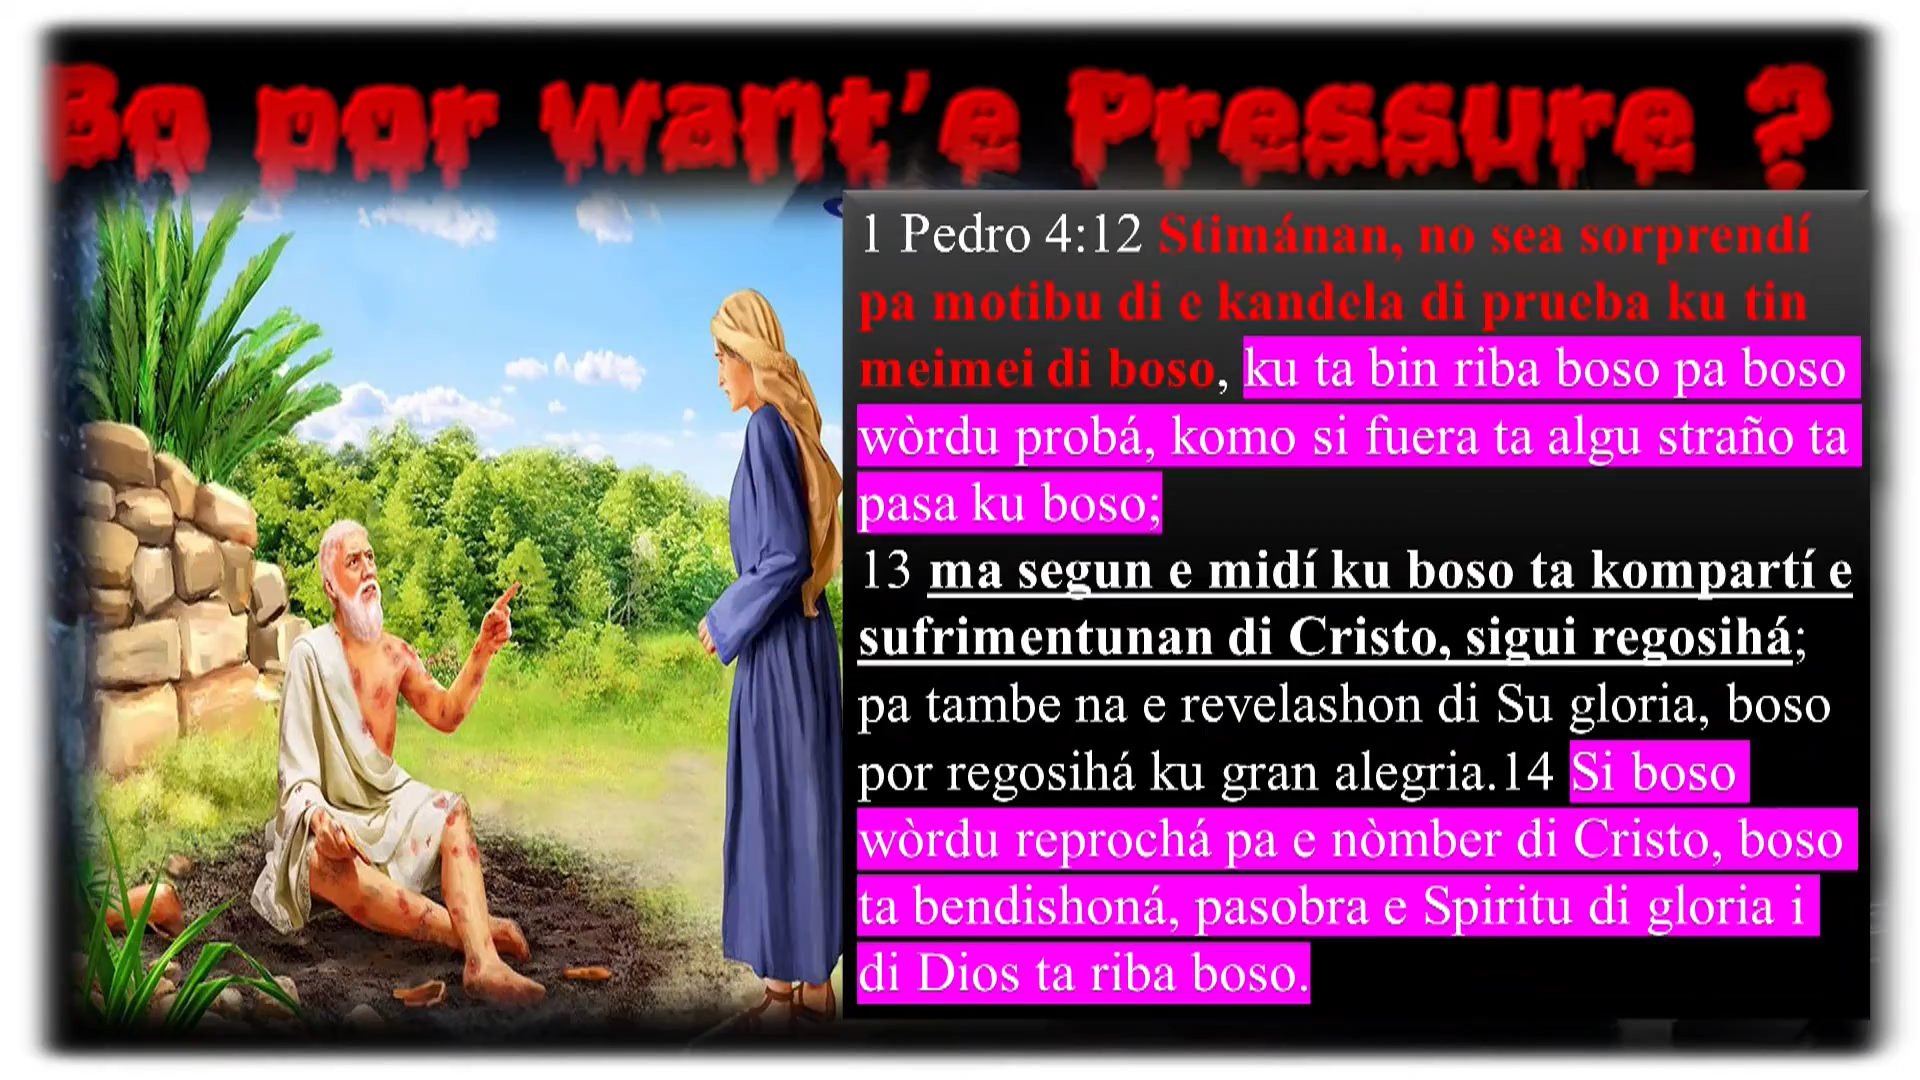 Bo por want'e Pressure ?
1 Pedro 4:12 Stimánan, no sea sorprendí
pa motibu di e kandela di prueba ku tin
meimei di boso, ku ta bin riba boso pa boso
wòrdu probá, komo si fuera ta algu straño ta
pasa ku boso;
13 ma segun e midí ku boso ta kompartí e
sufrimentunan di Cristo, sigui regosihá;
pa tambe na e revelashon di Su gloria, boso
por regosihá ku gran alegria.14 Si boso
wòrdu reprochá pa e nòmber di Cristo, boso
ta bendishoná, pasobra e Spiritu di gloria i
di Dios ta riba boso.